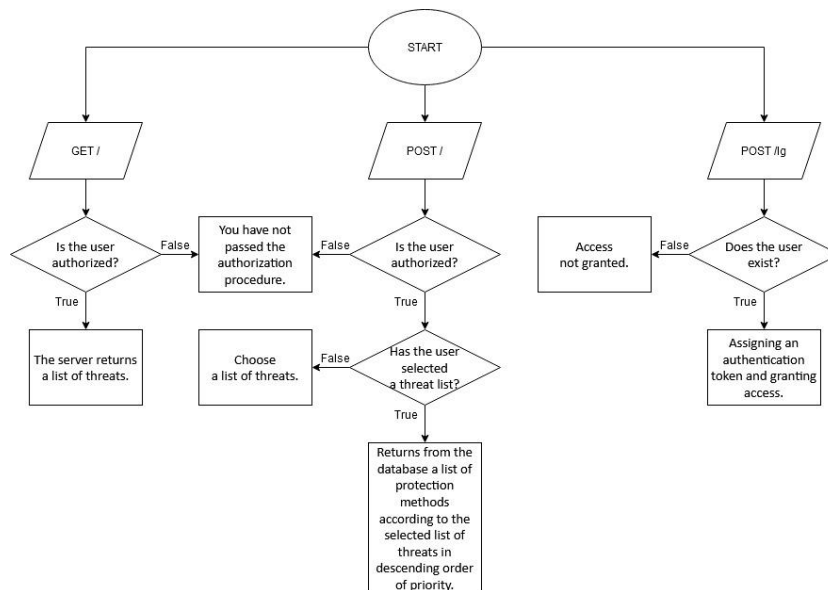 START
GET /
POST /
POST /lg
Is the user
authorized?
False
You have not
passed the
authorization
procedure.
False
Is the user
authorized?
Access
not granted.
False
Does the user
exist?
True
True
True
The server returns
a list of threats.
Choose
a list of threats.
False
Has the user
selected
a threat list?
Assigning an
authentication
token and granting
access.
True
Returns from the
database a list of
protection
methods
according to the
selected list of
threats in
descending order
of priority.